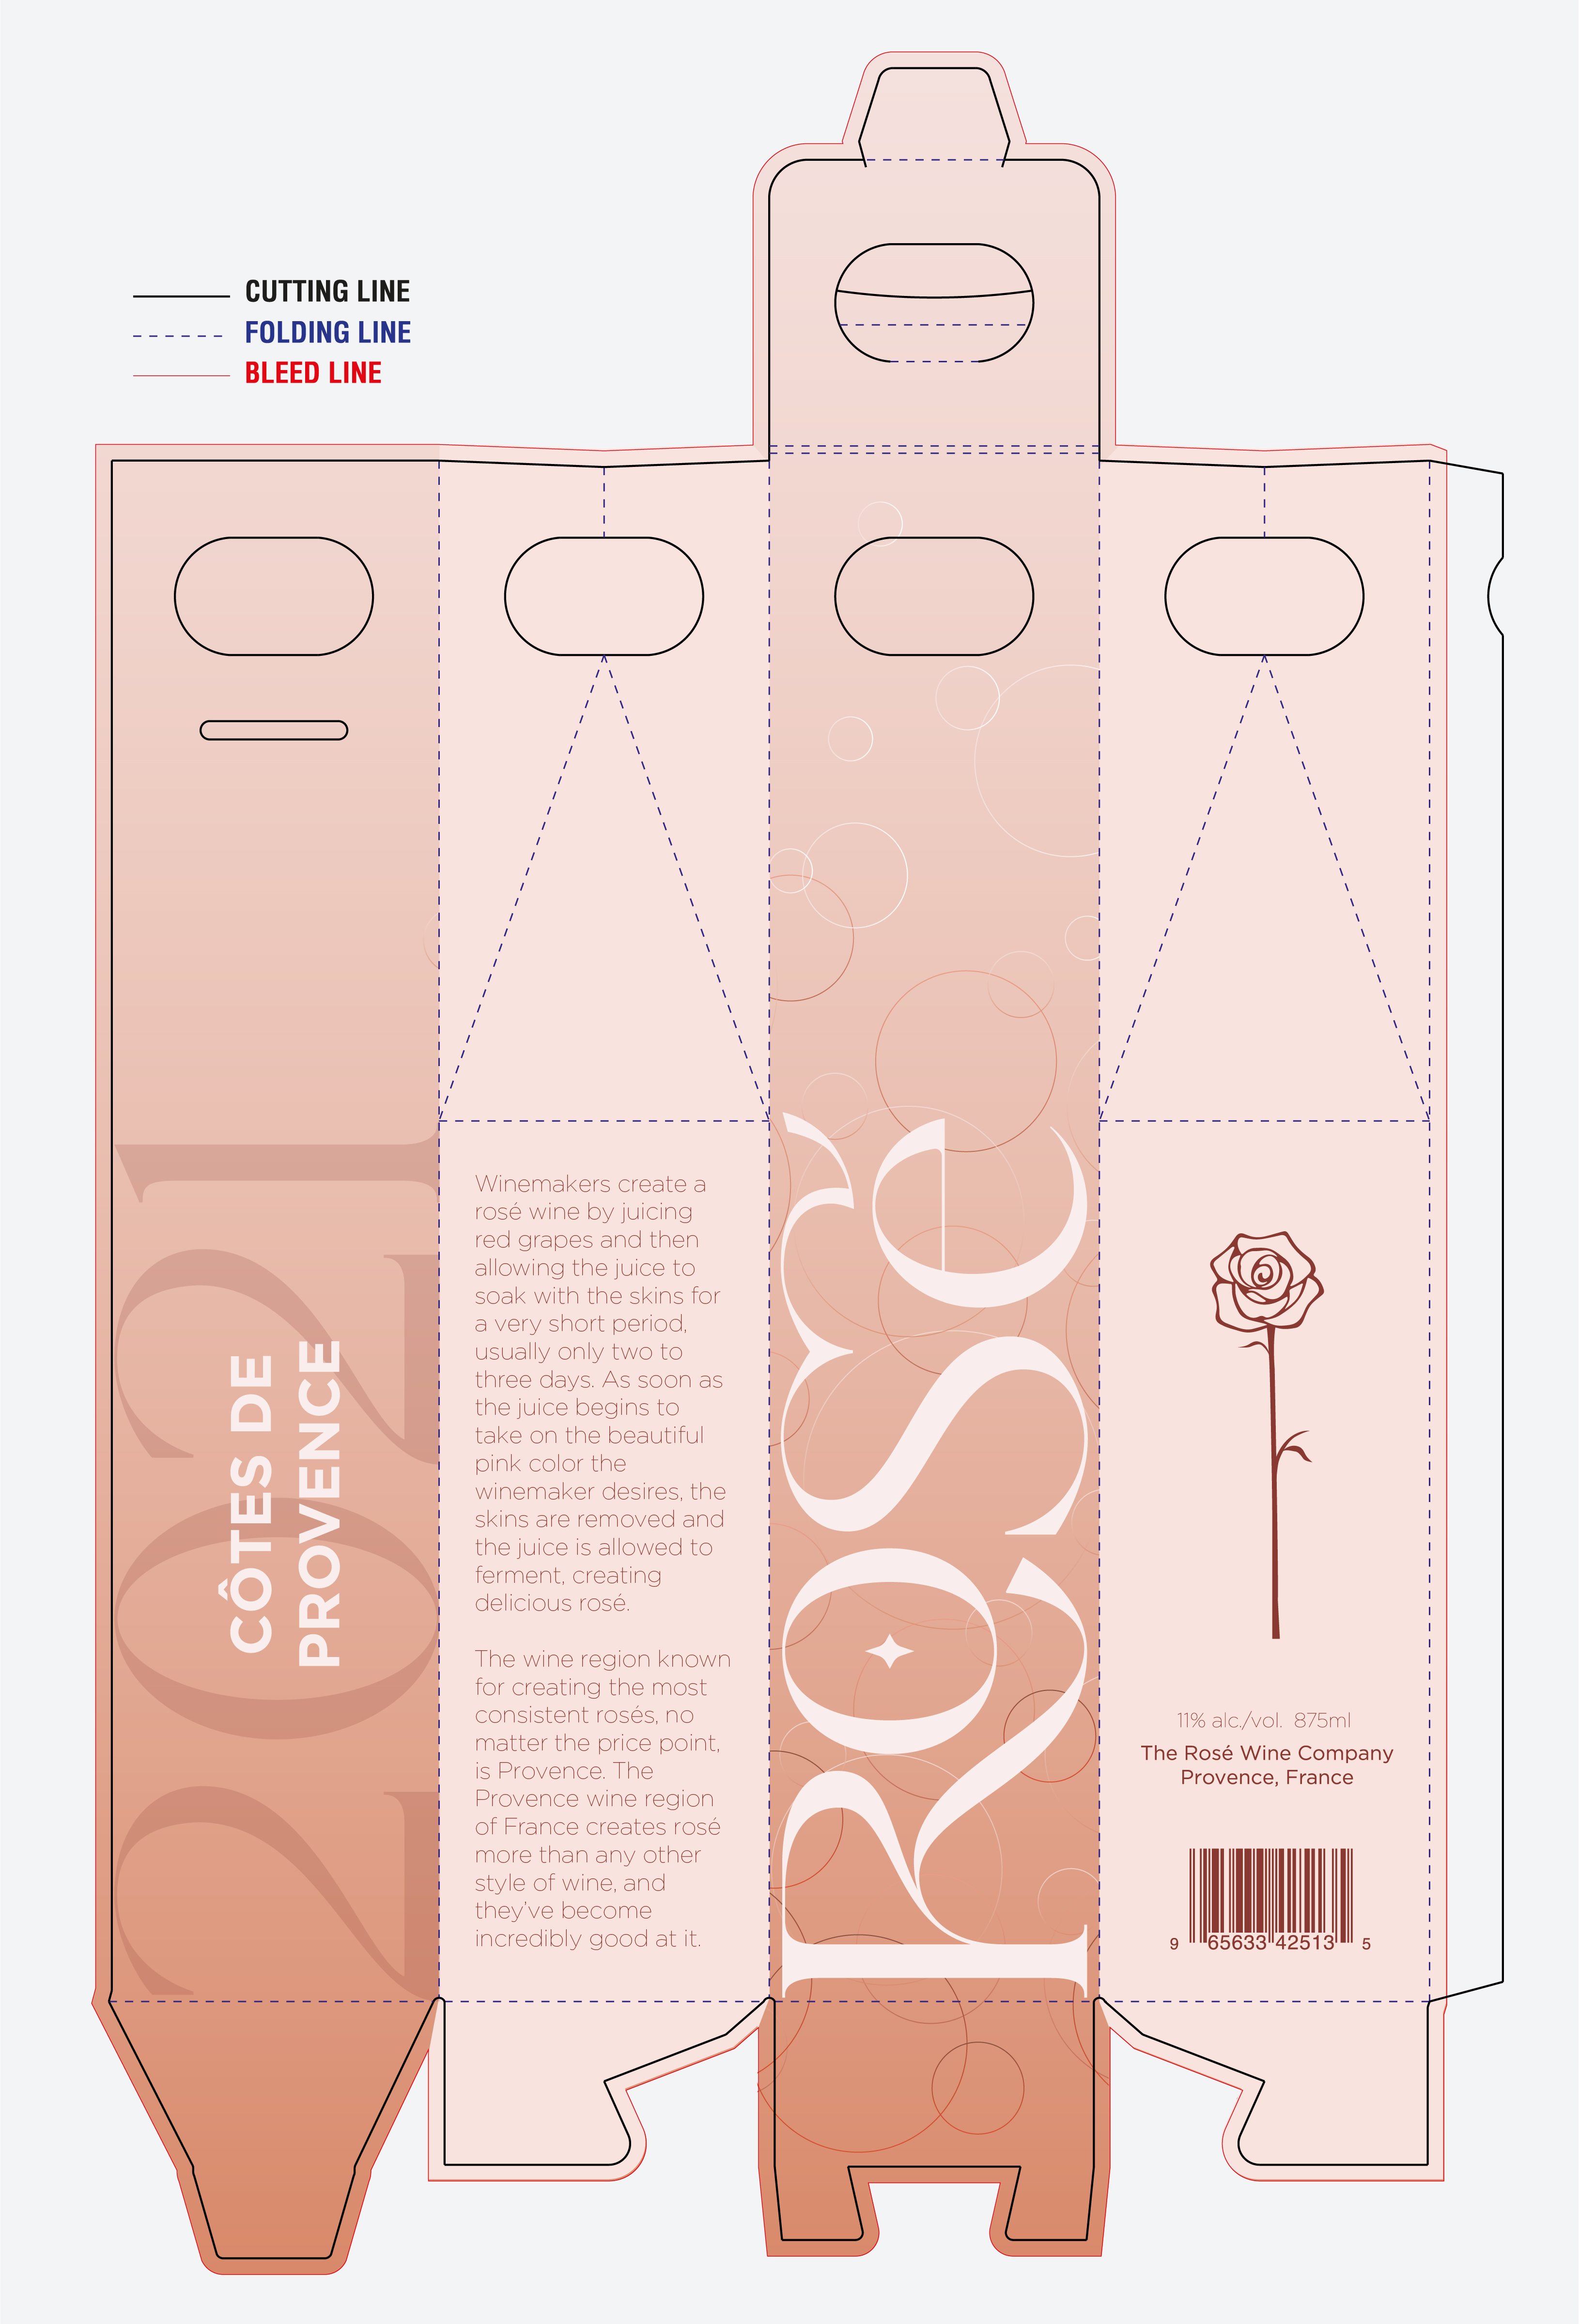 CUTTING LINE
FOLDING LINE
BLEED LINE
2021
CÔTES DE
PROVENCE
Winemakers create a
rosé wine by juicing
red grapes and then
allowing the juice to
soak with the skins for
a very short period,
usually only two to
three days. As soon as
the juice begins to
take on the beautiful
pink color the
winemaker desires, the
skins are removed and
the juice is allowed to
ferment, creating
delicious rosé.
The wine region known
for creating the most
consistent rosés, no
matter the price point,
is Provence. The
Provence wine region
of France creates rosé
more than any other
style of wine, and
they've become
incredibly good at it.
ROSé
11% alc./vol. 875ml
The Rosé Wine Company
Provence, France
9 65633 42513 5